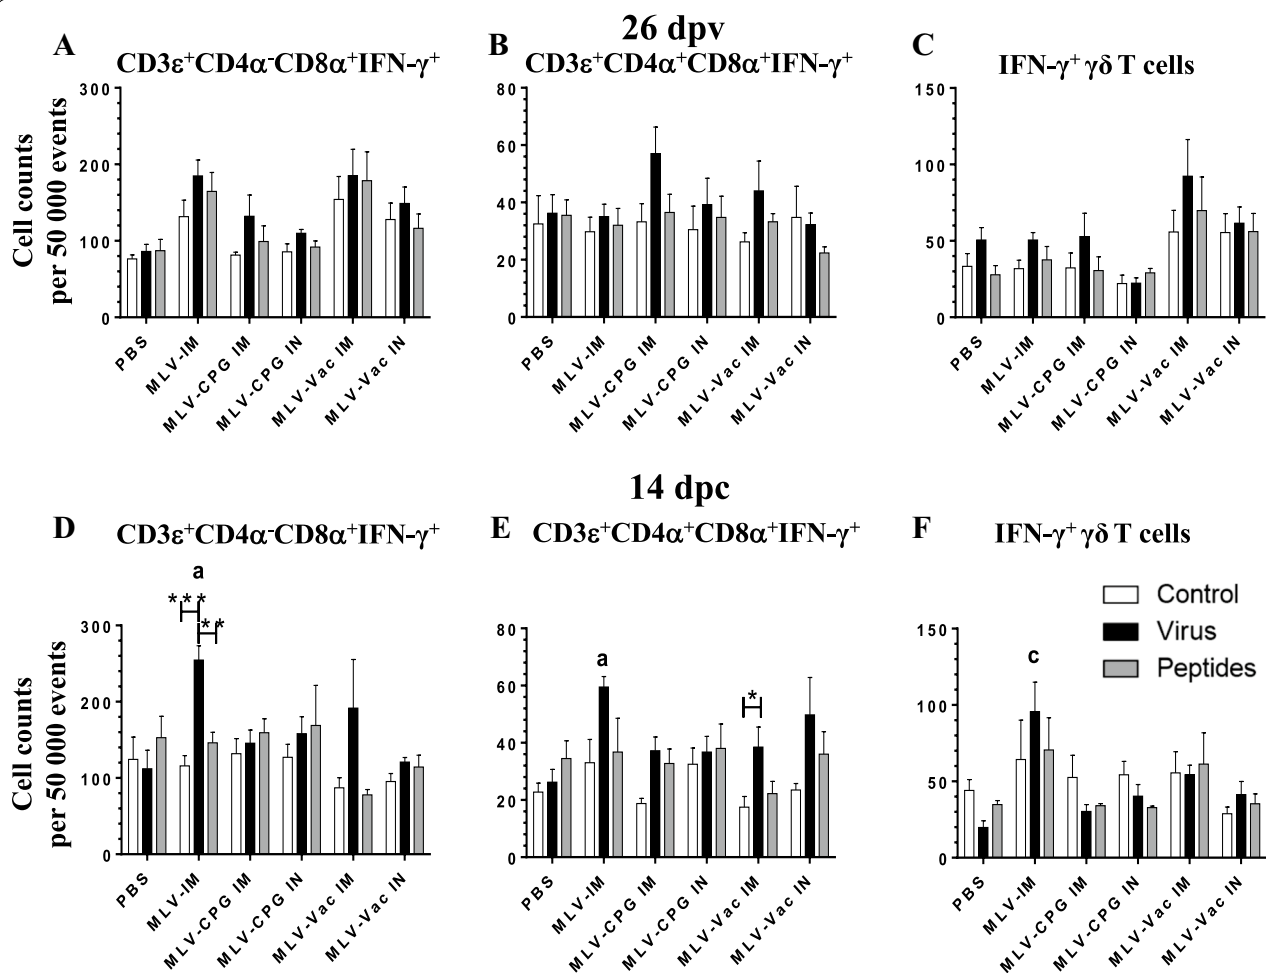 26 dpv
A
CD3ε⁺CD4α⁻CD8α⁺IFN-γ⁺
B
CD3ε⁺CD4α⁺CD8α⁺IFN-γ⁺
C
IFN-γ⁺ γδ T cells
Cell counts
per 50 000 events
300
200
100
0
PBS
MLV-IM
MLV-CPG IM
MLV-CPG IN
MLV-Vac IM
MLV-Vac IN
80
60
40
20
0
PBS
MLV-IM
MLV-CPG IM
MLV-CPG IN
MLV-Vac IM
MLV-Vac IN
150
100
50
0
PBS
MLV-IM
MLV-CPG IM
MLV-CPG IN
MLV-Vac IM
MLV-Vac IN
14 dpc
D
CD3ε⁺CD4α⁻CD8α⁺IFN-γ⁺
E
CD3ε⁺CD4α⁺CD8α⁺IFN-γ⁺
F
IFN-γ⁺ γδ T cells
Cell counts
per 50 000 events
a
***
**
300
200
100
0
PBS
MLV-IM
MLV-CPG IM
MLV-CPG IN
MLV-Vac IM
MLV-Vac IN
a
*
80
60
40
20
0
PBS
MLV-IM
MLV-CPG IM
MLV-CPG IN
MLV-Vac IM
MLV-Vac IN
Control
Virus
Peptides
c
150
100
50
0
PBS
MLV-IM
MLV-CPG IM
MLV-CPG IN
MLV-Vac IM
MLV-Vac IN